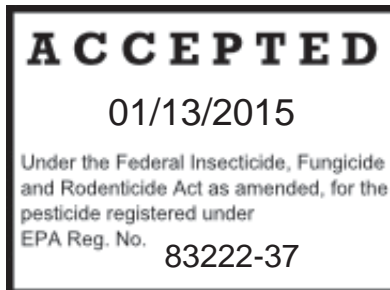 ACCEPTED
01/13/2015
Under the Federal Insecticide, Fungicide
and Rodenticide Act as amended, for the
pesticide registered under
EPA Reg. No. 83222-37